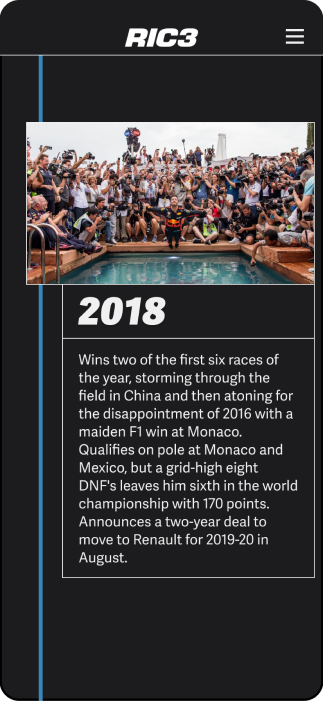 RIC3
2018
Wins two of the first six races of
the year, storming through the
field in China and then atoning for
the disappointment of 2016 with a
maiden F1 win at Monaco.
Qualifies on pole at Monaco and
Mexico, but a grid-high eight
DNF's leaves him sixth in the world
championship with 170 points.
Announces a two-year deal to
move to Renault for 2019-20 in
August.